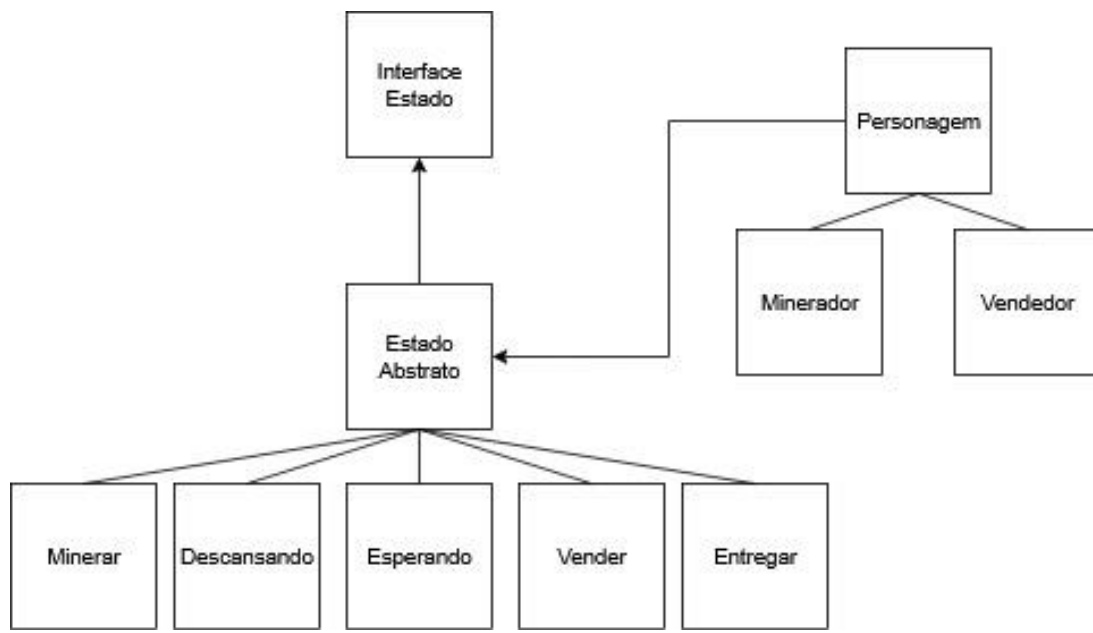 Interface
Estado
Personagem
Minerador
Vendedor
Estado
Abstrato
Minerar
Descansando
Esperando
Vender
Entregar